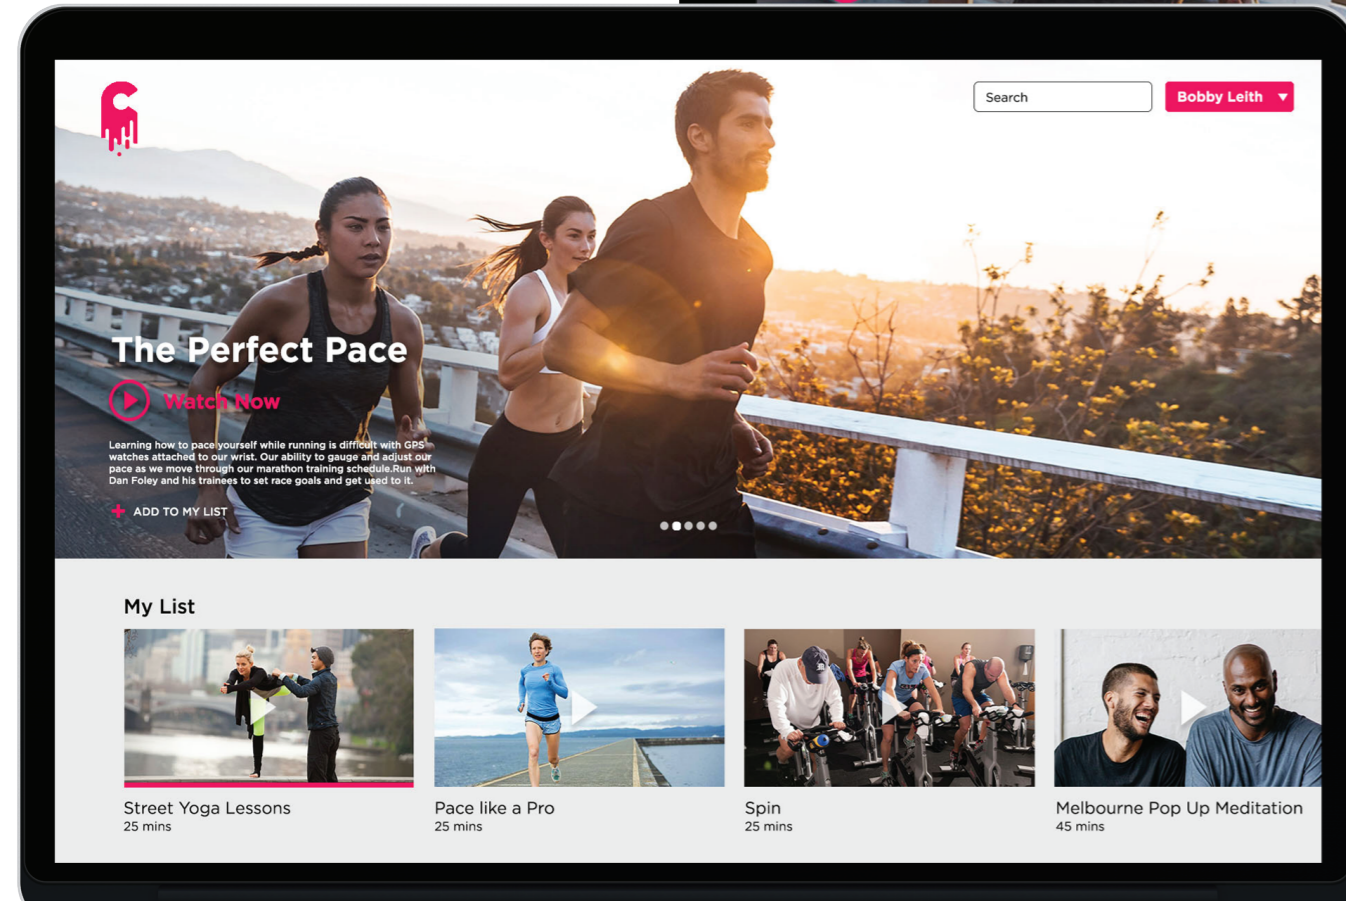 Search
Bobby Leith
The Perfect Pace
Watch Now
Learning how to pace yourself while running is difficult with GPS
watches attached to our wrist. Our ability to gauge and adjust our
pace as we move through our marathon training schedule.Run with
Dan Foley and his trainees to set race goals and get used to it.
ADD TO MY LIST
My List
Street Yoga Lessons
25 mins
Pace like a Pro
25 mins
Spin
25 mins
Melbourne Pop Up Meditation
45 mins